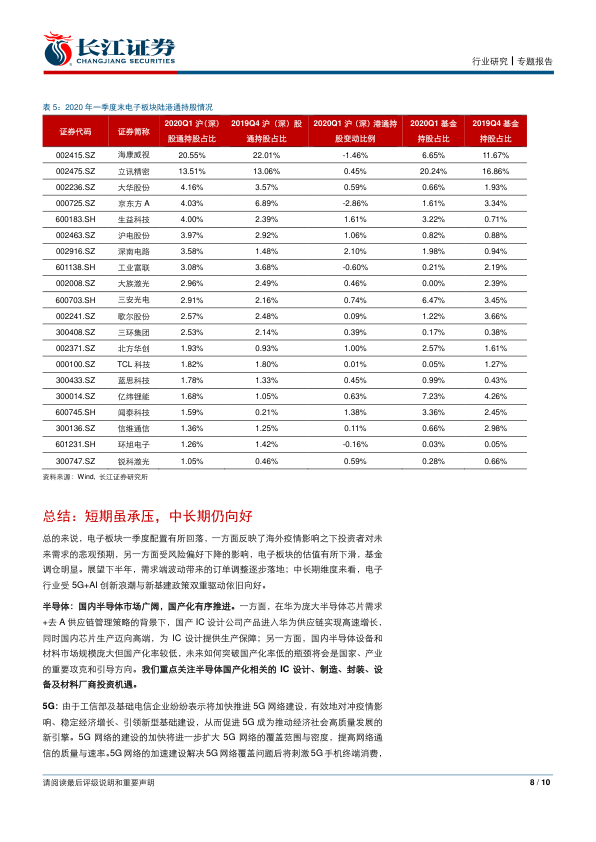 长江证券
CHANGJIANG SECURITIES
行业研究┃专题报告
表 5：2020 年一季度末电子板块陆港通持股情况
证券代码 证券简称 2020Q1 沪（深）股通持股占比 2019Q4 沪（深）股通持股占比 2020Q1 沪（深）港通持股变动比例 2020Q1 基金持股占比 2019Q4 基金持股占比
002415.SZ 海康威视 20.55% 22.01% -1.46% 6.65% 11.67%
002475.SZ 立讯精密 13.51% 13.06% 0.45% 20.24% 16.86%
002236.SZ 大华股份 4.16% 3.57% 0.59% 0.66% 1.93%
000725.SZ 京东方 A 4.03% 6.89% -2.86% 1.61% 3.34%
600183.SH 生益科技 4.00% 2.39% 1.61% 3.22% 0.71%
002463.SZ 沪电股份 3.97% 2.92% 1.06% 0.82% 0.88%
002916.SZ 深南电路 3.58% 1.48% 2.10% 1.98% 0.94%
601138.SH 工业富联 3.08% 3.68% -0.60% 0.21% 2.19%
002008.SZ 大族激光 2.96% 2.49% 0.46% 0.00% 2.39%
600703.SH 三安光电 2.91% 2.16% 0.74% 6.47% 3.45%
002241.SZ 歌尔股份 2.57% 2.48% 0.09% 1.22% 3.66%
300408.SZ 三环集团 2.53% 2.14% 0.39% 0.17% 0.38%
002371.SZ 北方华创 1.93% 0.93% 1.00% 2.57% 1.61%
000100.SZ TCL 科技 1.82% 1.80% 0.01% 0.05% 1.27%
300433.SZ 蓝思科技 1.78% 1.33% 0.45% 0.99% 0.43%
300014.SZ 亿纬锂能 1.68% 1.05% 0.63% 7.23% 4.26%
600745.SH 闻泰科技 1.59% 0.21% 1.38% 3.36% 2.45%
300136.SZ 信维通信 1.36% 1.25% 0.11% 0.66% 2.98%
601231.SH 环旭电子 1.26% 1.42% -0.16% 0.03% 0.05%
300747.SZ 锐科激光 1.05% 0.46% 0.59% 0.28% 0.66%
资料来源：Wind, 长江证券研究所
总结：短期虽承压，中长期仍向好
总的来说，电子板块一季度配置有所回落，一方面反映了海外疫情影响之下投资者对未
来需求的悲观预期，另一方面受风险偏好下降的影响，电子板块的估值有所下滑，基金
调仓明显。展望下半年，需求端波动带来的订单调整逐步落地；中长期维度来看，电子
行业受 5G+AI 创新浪潮与新基建政策双重驱动依旧向好。
半导体：国内半导体市场广阔，国产化有序推进。一方面，在华为庞大半导体芯片需求
+去 A 供应链管理策略的背景下，国产 IC 设计公司产品进入华为供应链实现高速增长，
同时国内芯片生产迈向高端，为 IC 设计提供生产保障；另一方面，国内半导体设备和
材料市场规模庞大但国产化率较低，未来如何突破国产化率低的瓶颈将会是国家、产业
的重要攻克和引导方向。我们重点关注半导体国产化相关的 IC 设计、制造、封装、设
备及材料厂商投资机遇。
5G：由于工信部及基础电信企业纷纷表示将加快推进 5G 网络建设，有效地对冲疫情影
响、稳定经济增长、引领新型基础建设，从而促进 5G 成为推动经济社会高质量发展的
新引擎。5G 网络的建设的加快将进一步扩大 5G 网络的覆盖范围与密度，提高网络通
信的质量与速率。5G 网络的加速建设解决 5G 网络覆盖问题后将刺激 5G 手机终端消费，
请阅读最后评级说明和重要声明
8 / 10